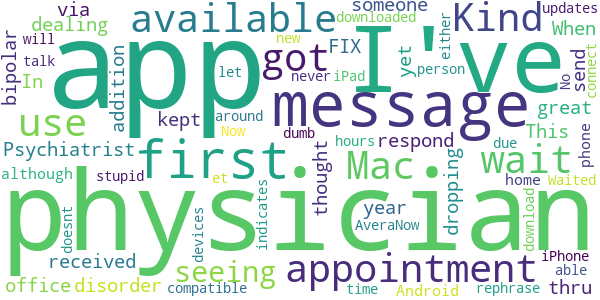 via available someone Kind updates
dealing got downloaded new
will app I've FIX yet either When
talk In addition never iPad person send connect
bipolar let kept around message No
use Now dumb hours respond great
Psychiatrist first Mac wait This
although stupid thought dropping due phone
doesnt et year home Waited
physician AveraNow download
received seeing devices indicates appointment able iPhone
office disorder compatible time Android rephrase thru